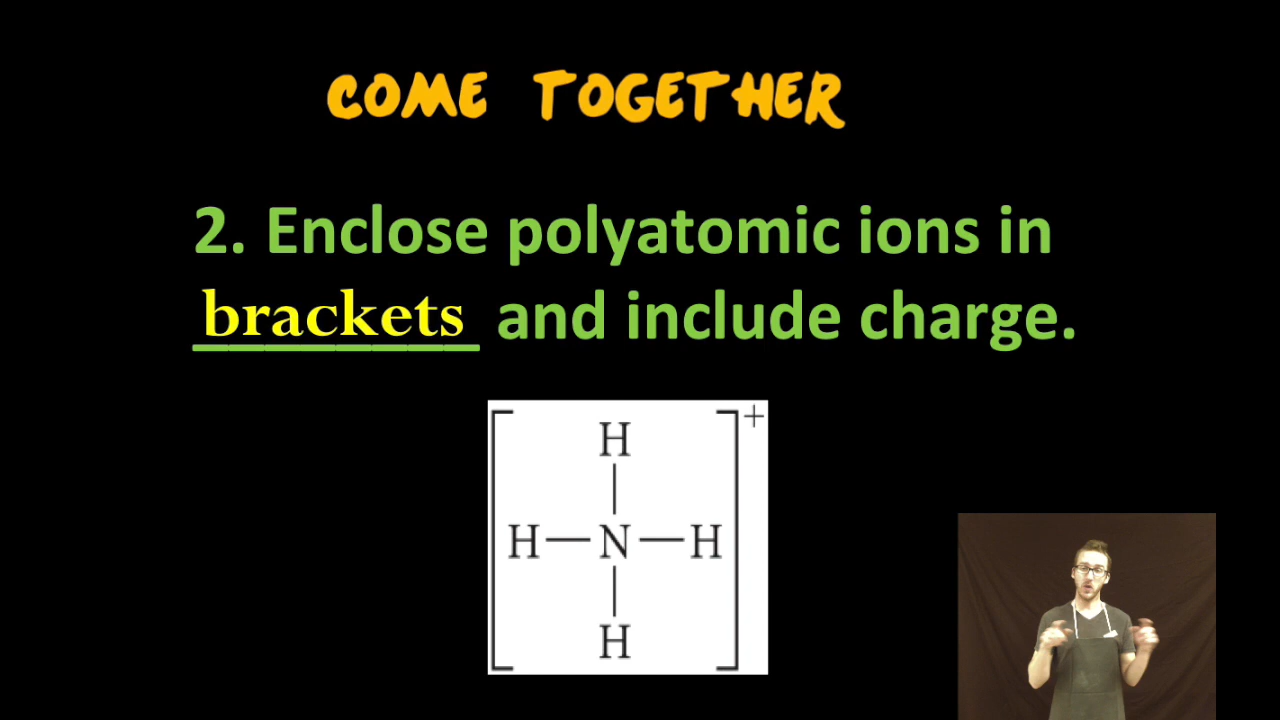 COME TOGETHER
2. Enclose polyatomic ions in
brackets and include charge.
+
H
H N H
H